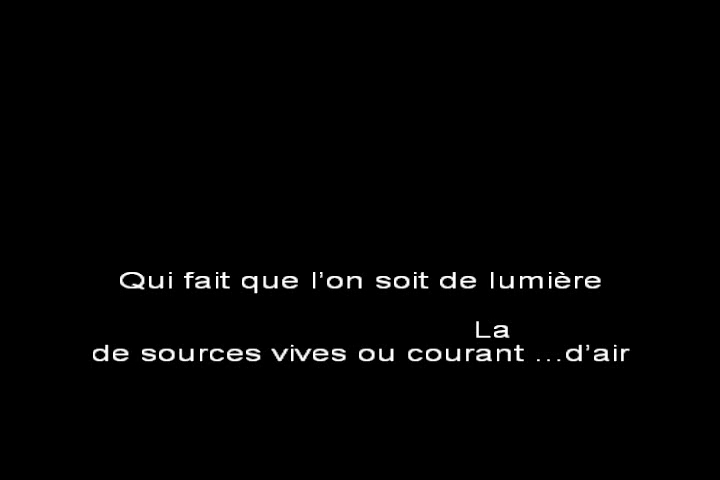 Qui fait que l’on soit de lumière
La
de sources vives ou courant ...d’air